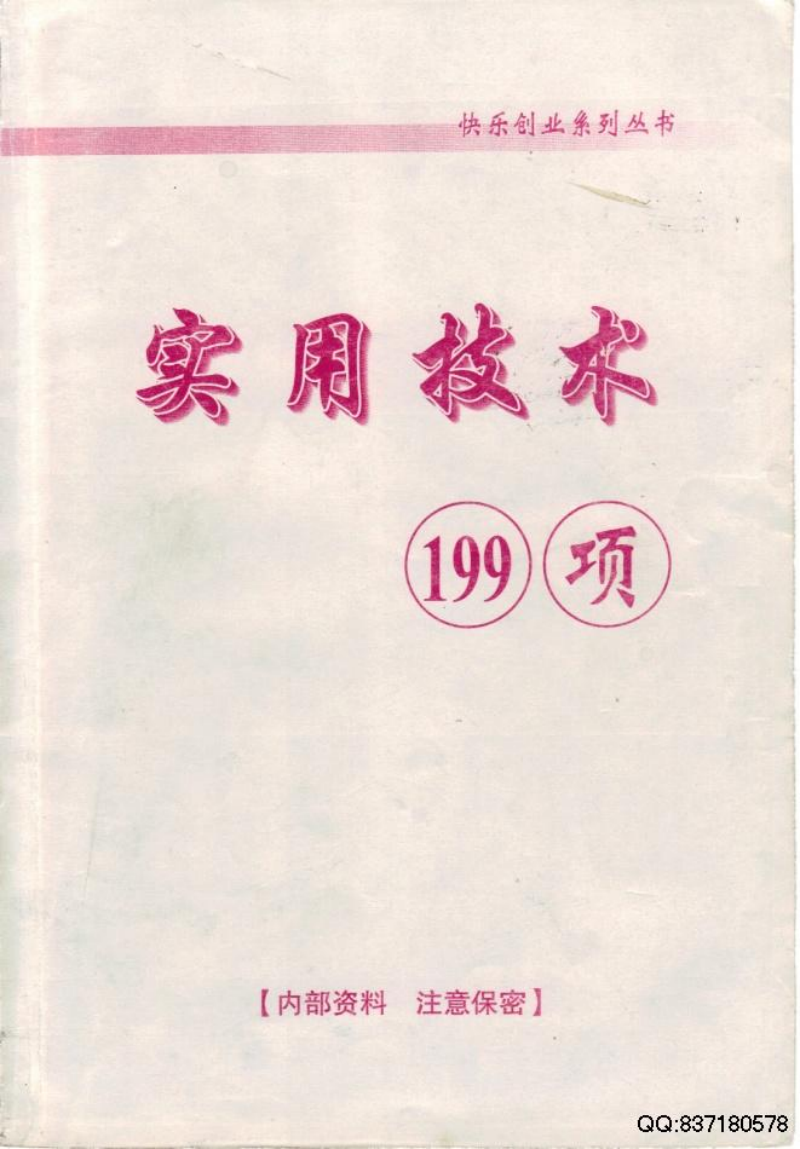 快乐创业系列丛书
实用技术
199 项
【内部资料 注意保密】
QQ:837180578